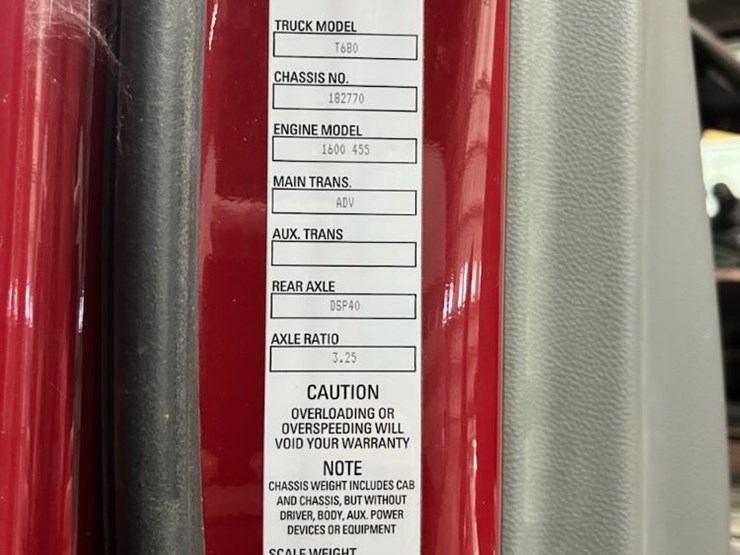 TRUCK MODEL
T680
CHASSIS NO.
182770
ENGINE MODEL
1600 455
MAIN TRANS.
ADV
AUX. TRANS
REAR AXLE
DSP40
AXLE RATIO
3.25
CAUTION
OVERLOADING OR
OVERSPEEDING WILL
VOID YOUR WARRANTY
NOTE
CHASSIS WEIGHT INCLUDES CAB
AND CHASSIS, BUT WITHOUT
DRIVER, BODY, AUX. POWER
DEVICES OR EQUIPMENT
SCALE WEIGHT